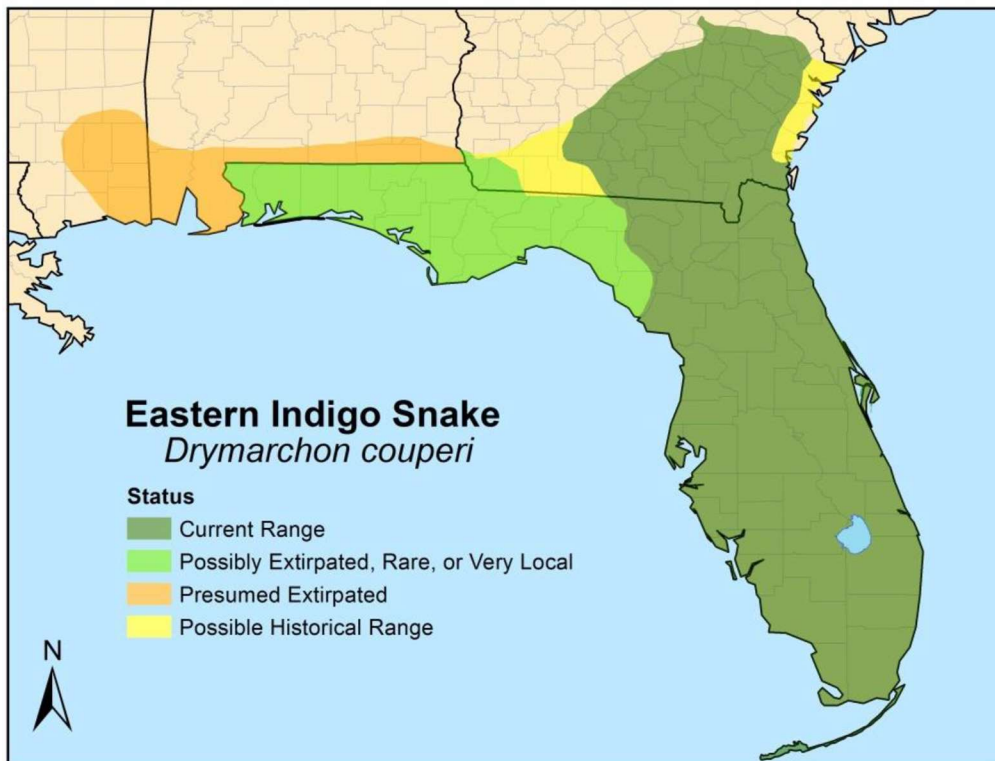 Eastern Indigo Snake
Drymarchon couperi
Status
Current Range
Possibly Extirpated, Rare, or Very Local
Presumed Extirpated
Possible Historical Range
N